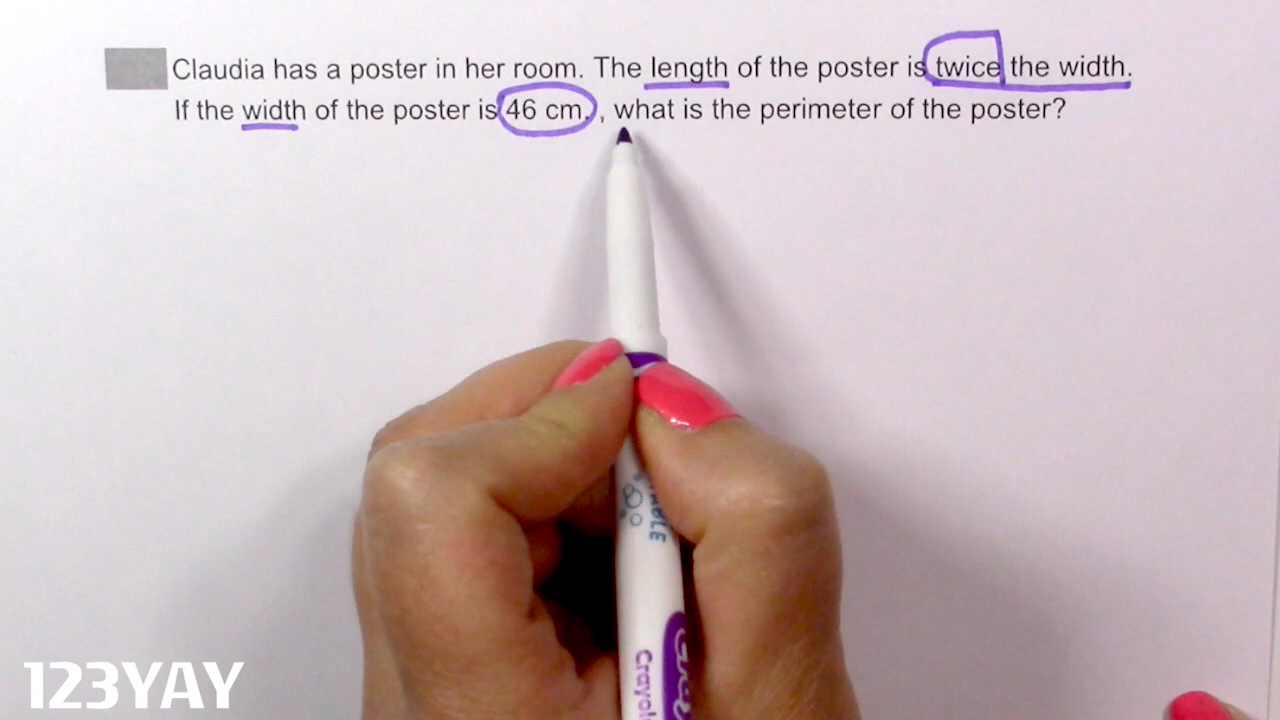 Claudia has a poster in her room. The length of the poster is twice the width.
If the width of the poster is 46 cm. , what is the perimeter of the poster?
Crayola
123YAY